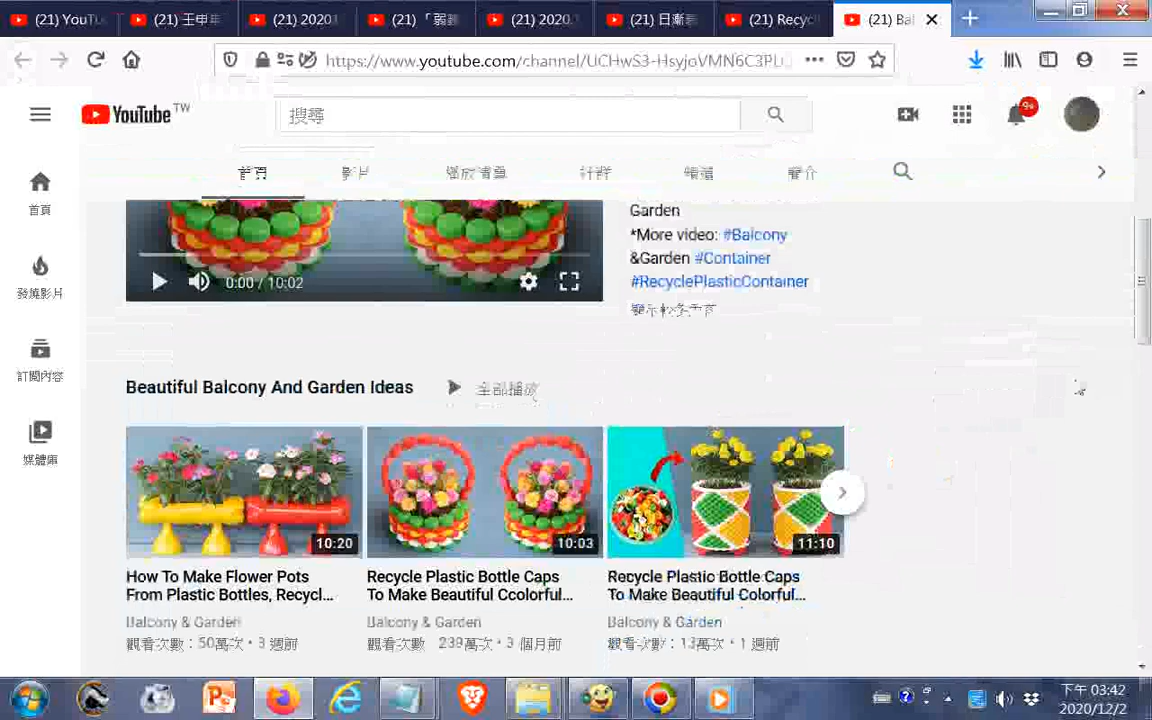 (21) YouTu
(21) 壬甲年
(21) 2020
(21) 「弱
(21) 2020.
(21) 日漸
(21) Recyc
(21) Bal
https://www.youtube.com/channel/UCHwS3-HsyjoVMN6C3PL
YouTube TW
搜尋
9+
首頁
影片
播放清單
社群
頻道
簡介
首頁
發燒影片
訂閱內容
媒體庫
Garden
*More video: #Balcony
&Garden #Container
#RecyclePlasticContainer
0:00 / 10:02
Beautiful Balcony And Garden Ideas
全部播放
10:20
10:03
11:10
How To Make Flower Pots
From Plastic Bottles, Recycl...
Balcony & Garden
觀看次數：50萬次・3 週前
Recycle Plastic Bottle Caps
To Make Beautiful Ccolorful...
Balcony & Garden
觀看次數 239萬次・3 個月前
Recycle Plastic Bottle Caps
To Make Beautiful Colorful...
Balcony & Garden
觀看次數：13萬次・1 週前
下午 03:42
2020/12/2